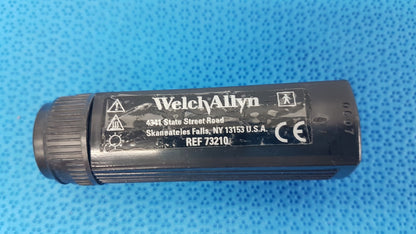 WelchAllyn
4341 State Street Road
Skaneateles Falls, NY 13153 U.S.A.
REF 73210
CE